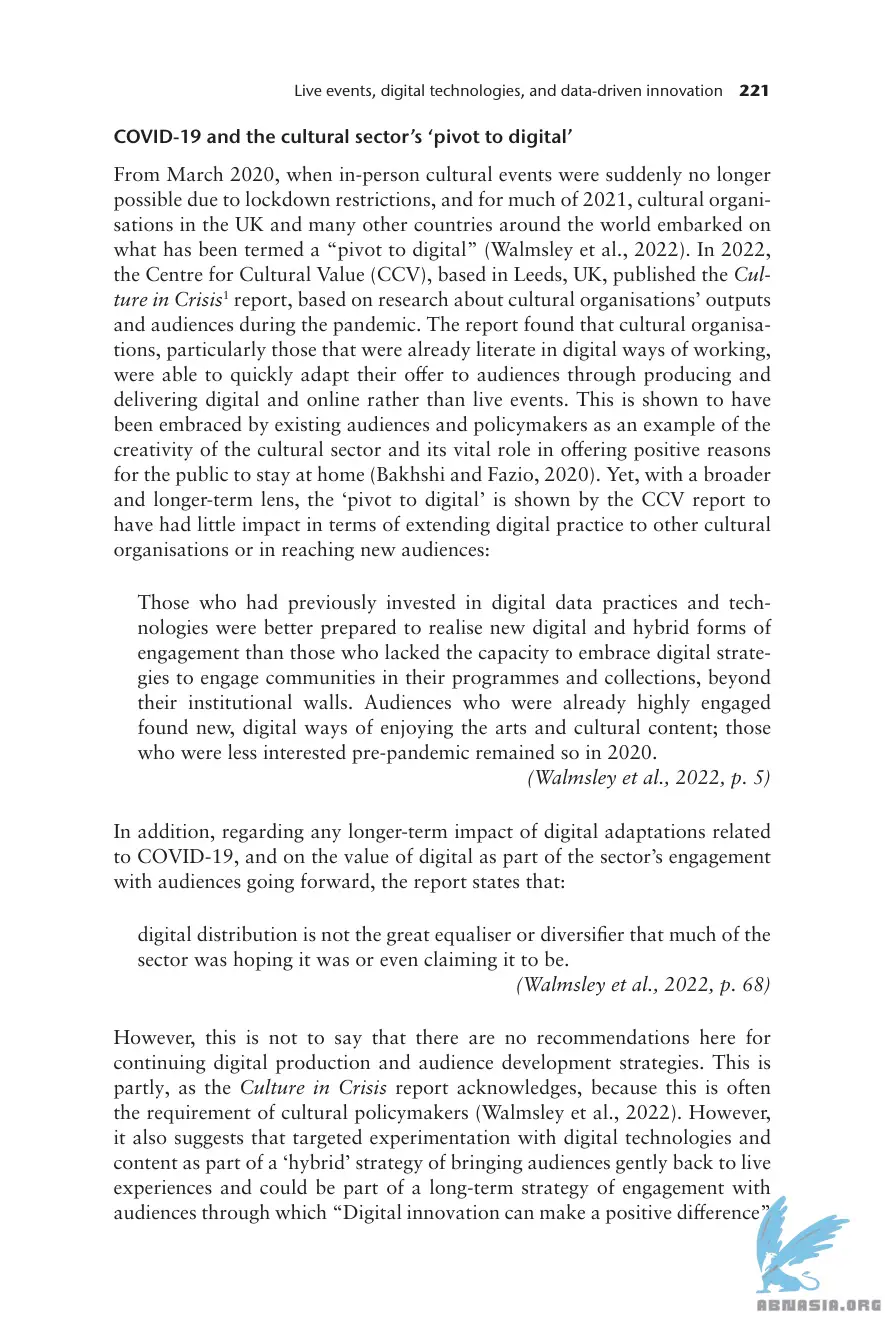 Live events, digital technologies, and data-driven innovation 221
COVID-19 and the cultural sector’s ‘pivot to digital’
From March 2020, when in-person cultural events were suddenly no longer
possible due to lockdown restrictions, and for much of 2021, cultural organi-
sations in the UK and many other countries around the world embarked on
what has been termed a “pivot to digital” (Walmsley et al., 2022). In 2022,
the Centre for Cultural Value (CCV), based in Leeds, UK, published the Cul-
ture in Crisis¹ report, based on research about cultural organisations’ outputs
and audiences during the pandemic. The report found that cultural organisa-
tions, particularly those that were already literate in digital ways of working,
were able to quickly adapt their offer to audiences through producing and
delivering digital and online rather than live events. This is shown to have
been embraced by existing audiences and policymakers as an example of the
creativity of the cultural sector and its vital role in offering positive reasons
for the public to stay at home (Bakhshi and Fazio, 2020). Yet, with a broader
and longer-term lens, the ‘pivot to digital’ is shown by the CCV report to
have had little impact in terms of extending digital practice to other cultural
organisations or in reaching new audiences:
Those who had previously invested in digital data practices and tech-
nologies were better prepared to realise new digital and hybrid forms of
engagement than those who lacked the capacity to embrace digital strate-
gies to engage communities in their programmes and collections, beyond
their institutional walls. Audiences who were already highly engaged
found new, digital ways of enjoying the arts and cultural content; those
who were less interested pre-pandemic remained so in 2020.
(Walmsley et al., 2022, p. 5)
In addition, regarding any longer-term impact of digital adaptations related
to COVID-19, and on the value of digital as part of the sector’s engagement
with audiences going forward, the report states that:
digital distribution is not the great equaliser or diversifier that much of the
sector was hoping it was or even claiming it to be.
(Walmsley et al., 2022, p. 68)
However, this is not to say that there are no recommendations here for
continuing digital production and audience development strategies. This is
partly, as the Culture in Crisis report acknowledges, because this is often
the requirement of cultural policymakers (Walmsley et al., 2022). However,
it also suggests that targeted experimentation with digital technologies and
content as part of a ‘hybrid’ strategy of bringing audiences gently back to live
experiences and could be part of a long-term strategy of engagement with
audiences through which “Digital innovation can make a positive difference”
ABNASIA.ORG